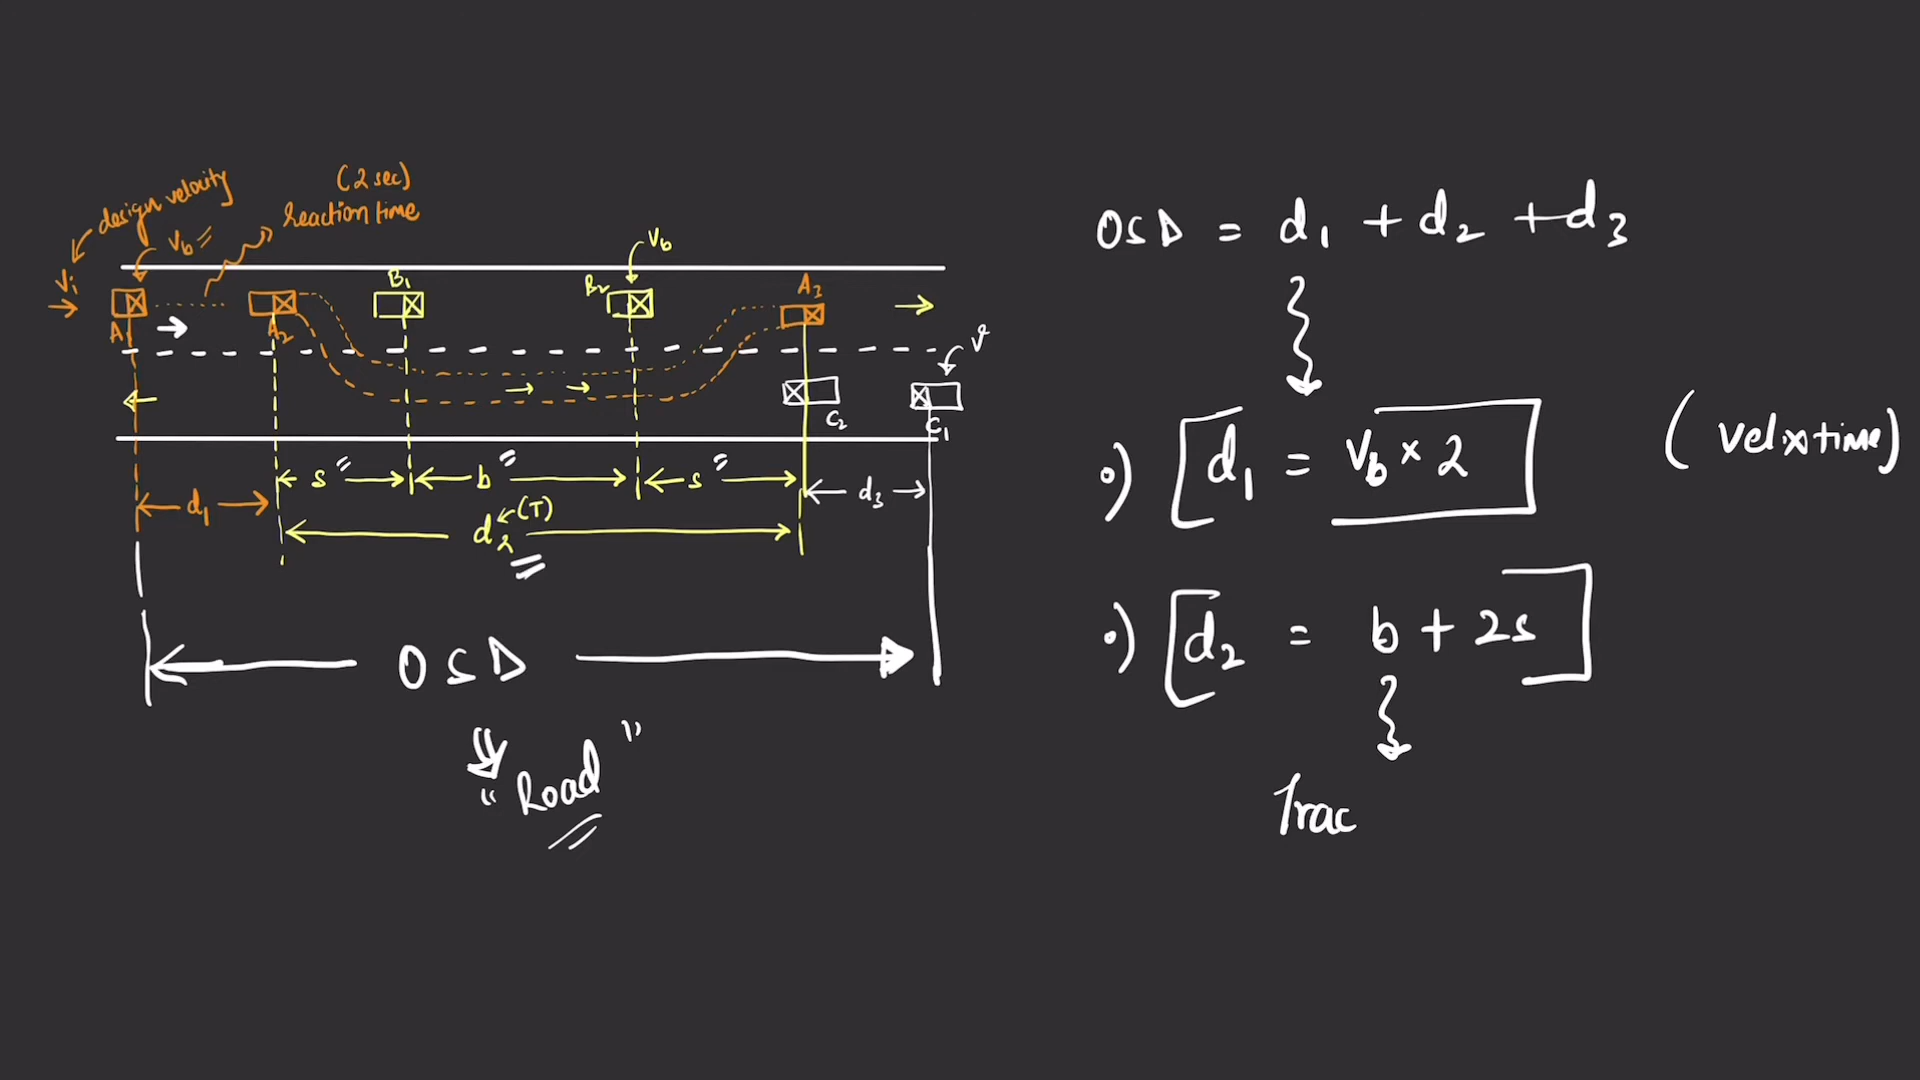 design velocity
(2 sec)
reaction time
Vi
Vb
Vb
A1
A2
B1
B2
A3
V
C2
C1
s
b
s
d1
d3
d2 (T)
OSD
"Road"
OSD = d1 + d2 + d3
•) [d1 = Vb × 2]
(Vel × time)
•) [d2 = b + 2s]
Trac